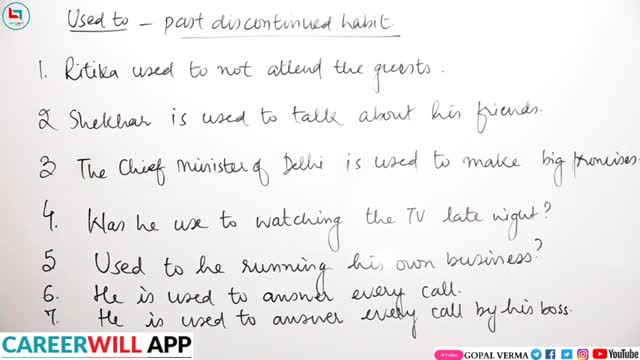 Used to – past discontinued habit
1. Ritika used to not attend the guests.
2 Shekhar is used to talk about his friends.
3 The Chief Minister of Delhi is used to make big promises.
4. Was he use to watching the TV late night?
5 Used to he running his own business?
6. He is used to answer every call.
7. He is used to answer every call by his boss.
CAREERWILL APP
Follow GOPAL VERMA YouTube